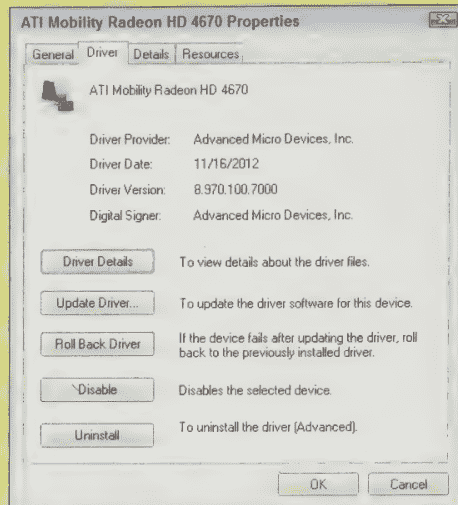 ATI Mobility Radeon HD 4670 Properties
General Driver Details Resources
ATI Mobility Radeon HD 4670
Driver Provider: Advanced Micro Devices, Inc.
Driver Date: 11/16/2012
Driver Version: 8.970.100.7000
Digital Signer: Advanced Micro Devices, Inc.
Driver Details To view details about the driver files.
Update Driver... To update the driver software for this device.
Roll Back Driver If the device fails after updating the driver, roll
back to the previously installed driver.
Disable Disables the selected device.
Uninstall To uninstall the driver (Advanced).
OK Cancel